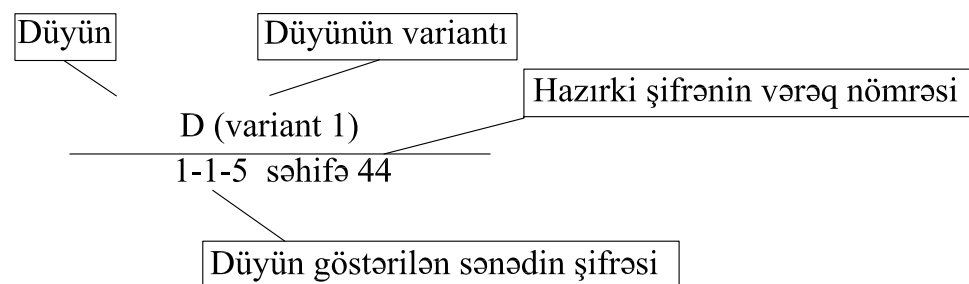 Düyün
Düyünün variantı
Hazırki şifrənin vərəq nömrəsi
D (variant 1)
1-1-5 səhifə 44
Düyün göstərilən sənədin şifrəsi